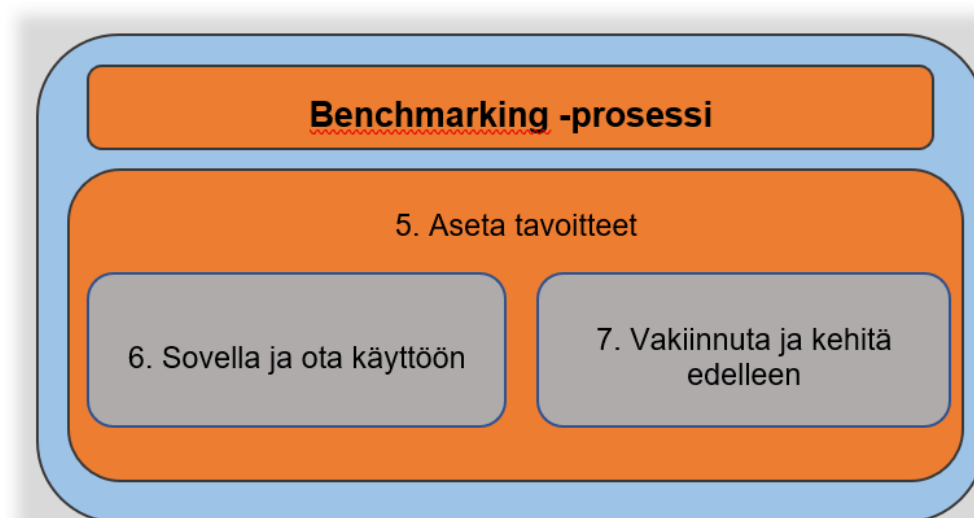 Benchmarking -prosessi
5. Aseta tavoitteet
6. Sovella ja ota käyttöön
7. Vakiinnuta ja kehitä
edelleen